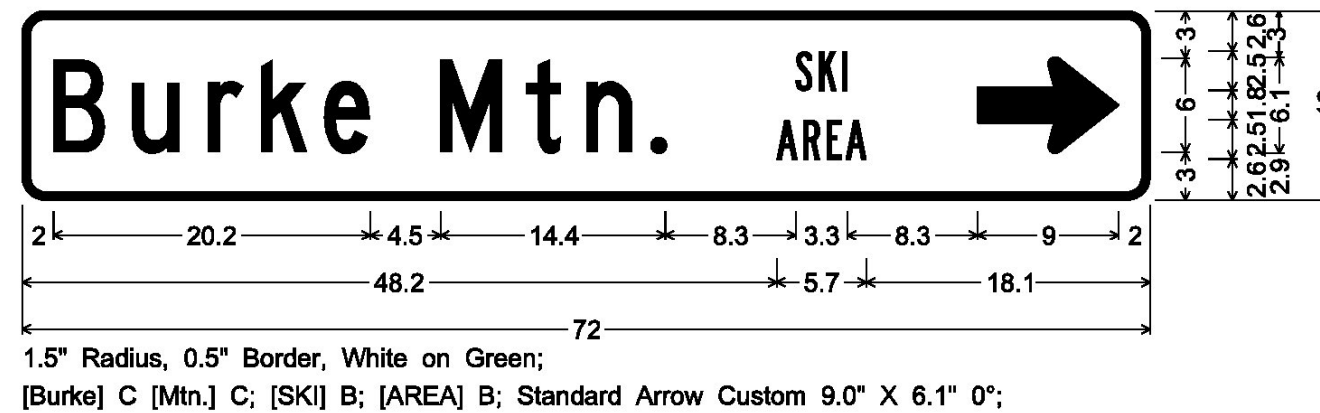 Burke Mtn.
SKI
AREA
3 6 3
2.6 2.5 1.8 2.5 2.6
3 6.1 2.9
2 20.2 4.5 14.4 8.3 3.3 8.3 9 2
48.2 5.7 18.1
72
1.5" Radius, 0.5" Border, White on Green;
[Burke] C [Mtn.] C; [SKI] B; [AREA] B; Standard Arrow Custom 9.0" X 6.1" 0°;